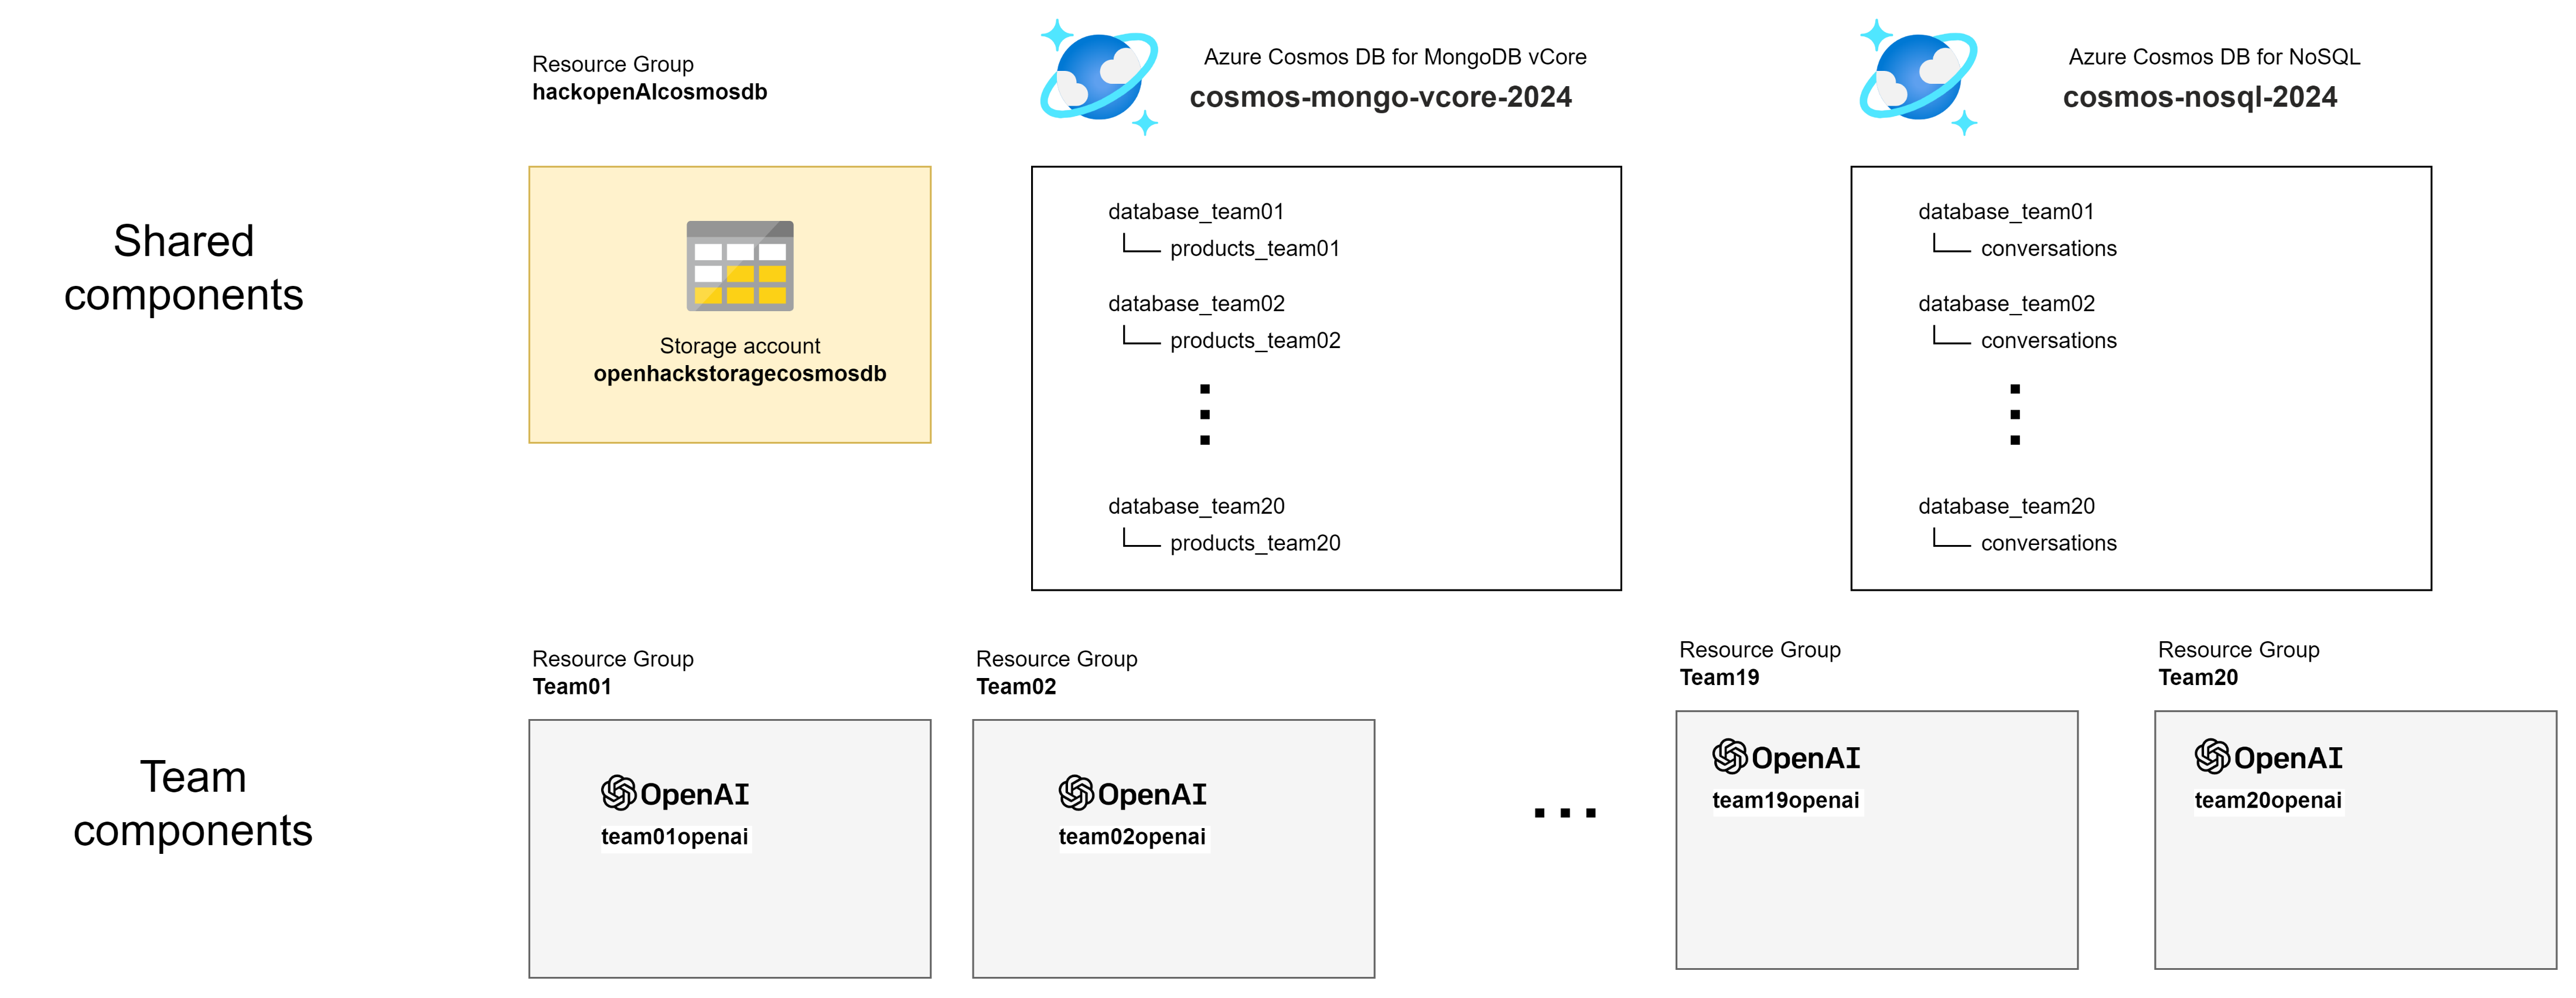 Resource Group
hackopenAIcosmosdb
Azure Cosmos DB for MongoDB vCore
cosmos-mongo-vcore-2024
Azure Cosmos DB for NoSQL
cosmos-nosql-2024
Shared
components
Storage account
openhackstoragecosmosdb
database_team01
products_team01
database_team02
products_team02
database_team20
products_team20
database_team01
conversations
database_team02
conversations
database_team20
conversations
Team
components
Resource Group
Team01
OpenAI
team01openai
Resource Group
Team02
OpenAI
team02openai
...
Resource Group
Team19
OpenAI
team19openai
Resource Group
Team20
OpenAI
team20openai